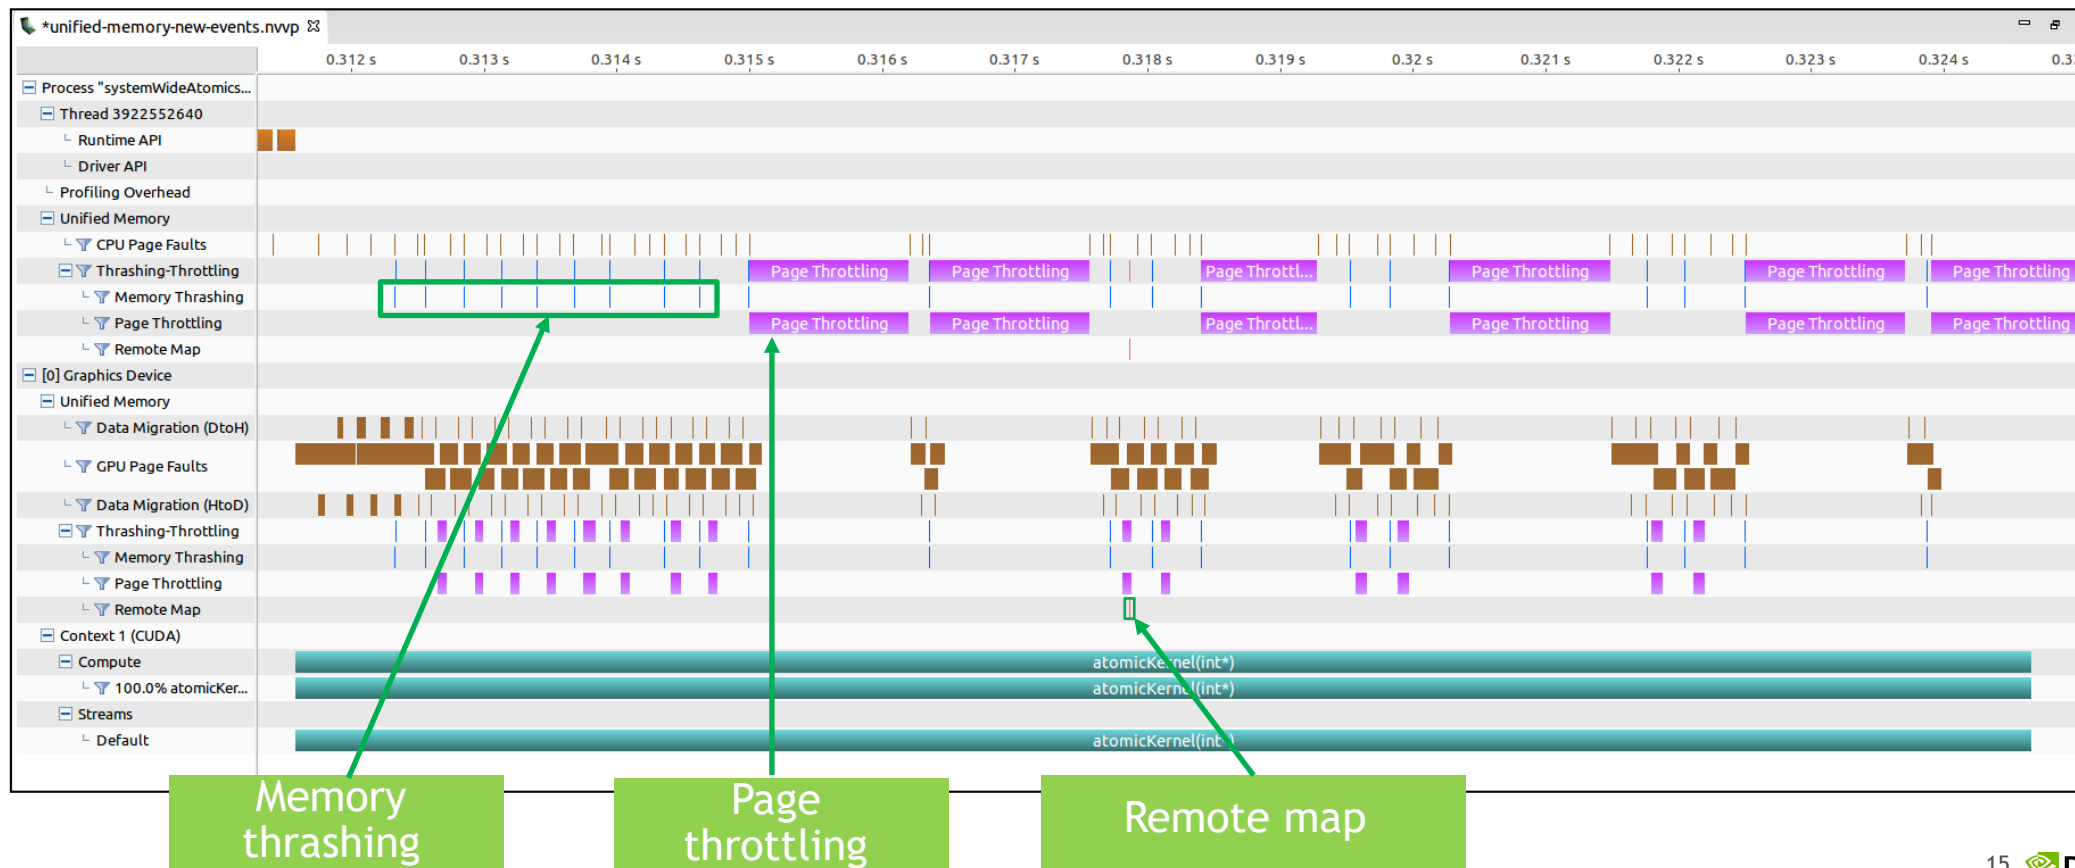 *unified-memory-new-events.nvvp
0.312 s 0.313 s 0.314 s 0.315 s 0.316 s 0.317 s 0.318 s 0.319 s 0.32 s 0.321 s 0.322 s 0.323 s 0.324 s
Process "systemWideAtomics...
Thread 3922552640
Runtime API
Driver API
Profiling Overhead
Unified Memory
CPU Page Faults
Thrashing-Throttling Page Throttling Page Throttling Page Throttl... Page Throttling Page Throttling Page Throttling
Memory Thrashing
Page Throttling Page Throttling Page Throttling Page Throttl... Page Throttling Page Throttling Page Throttling
Remote Map
[0] Graphics Device
Unified Memory
Data Migration (DtoH)
GPU Page Faults
Data Migration (HtoD)
Thrashing-Throttling
Memory Thrashing
Page Throttling
Remote Map
Context 1 (CUDA)
Compute atomicKernel(int*)
100.0% atomicKer... atomicKernel(int*)
Streams
Default atomicKernel(int*)
Memory
thrashing
Page
throttling
Remote map
15